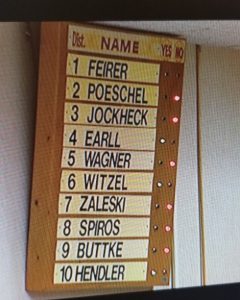 Dist. NAME YES NO
1 FEIRER
2 POESCHEL
3 JOCKHECK
4 EARLL
5 WAGNER
6 WITZEL
7 ZALESKI
8 SPIROS
9 BUTTKE
10 HENDLER